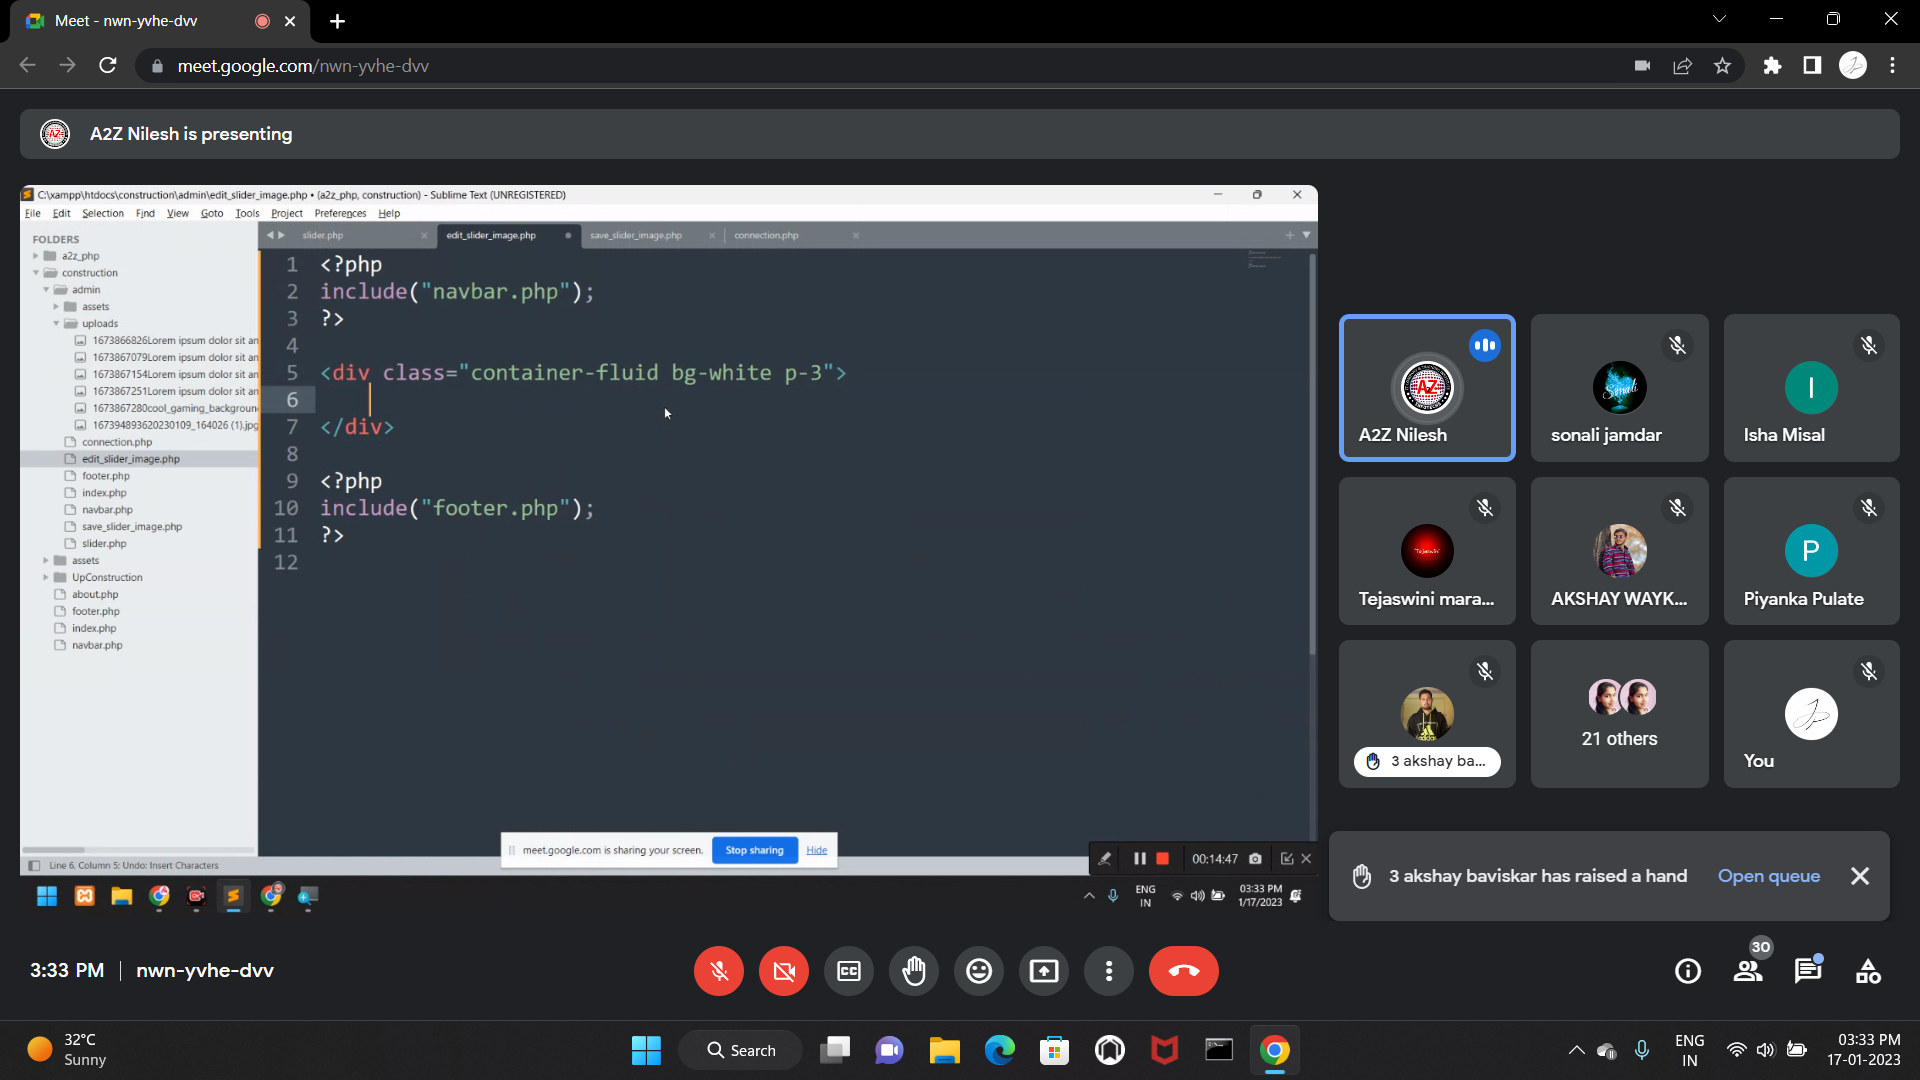 Meet - nwn-yvhe-dvv
meet.google.com/nwn-yvhe-dvv
A2Z Nilesh is presenting
C:\xampp\htdocs\construction\admin\edit_slider_image.php • (a2z_php, construction) - Sublime Text (UNREGISTERED)
File Edit Selection Find View Goto Tools Project Preferences Help
FOLDERS
a2z_php
construction
admin
assets
uploads
1673866826Lorem ipsum dolor sit an
1673867079Lorem ipsum dolor sit an
1673867154Lorem ipsum dolor sit an
1673867251Lorem ipsum dolor sit an
1673867280cool_gaming_backgroun
167394893620230109_164026 (1).jpg
connection.php
edit_slider_image.php
footer.php
index.php
navbar.php
save_slider_image.php
slider.php
assets
UpConstruction
about.php
footer.php
index.php
navbar.php
slider.php edit_slider_image.php save_slider_image.php connection.php
1 <?php
2 include("navbar.php");
3 ?>
4
5 <div class="container-fluid bg-white p-3">
6
7 </div>
8
9 <?php
10 include("footer.php");
11 ?>
12
Line 6, Column 5; Undo: Insert Characters
meet.google.com is sharing your screen. Stop sharing Hide
00:14:47
ENG
IN
03:33 PM
1/17/2023
AZ
A2Z Nilesh
Sonali
sonali jamdar
I
Isha Misal
Tejaswini
Tejaswini mara...
AKSHAY WAYK...
P
Piyanka Pulate
3 akshay ba...
21 others
You
3 akshay baviskar has raised a hand Open queue
3:33 PM | nwn-yvhe-dvv
30
32°C
Sunny
Search
ENG
IN
03:33 PM
17-01-2023